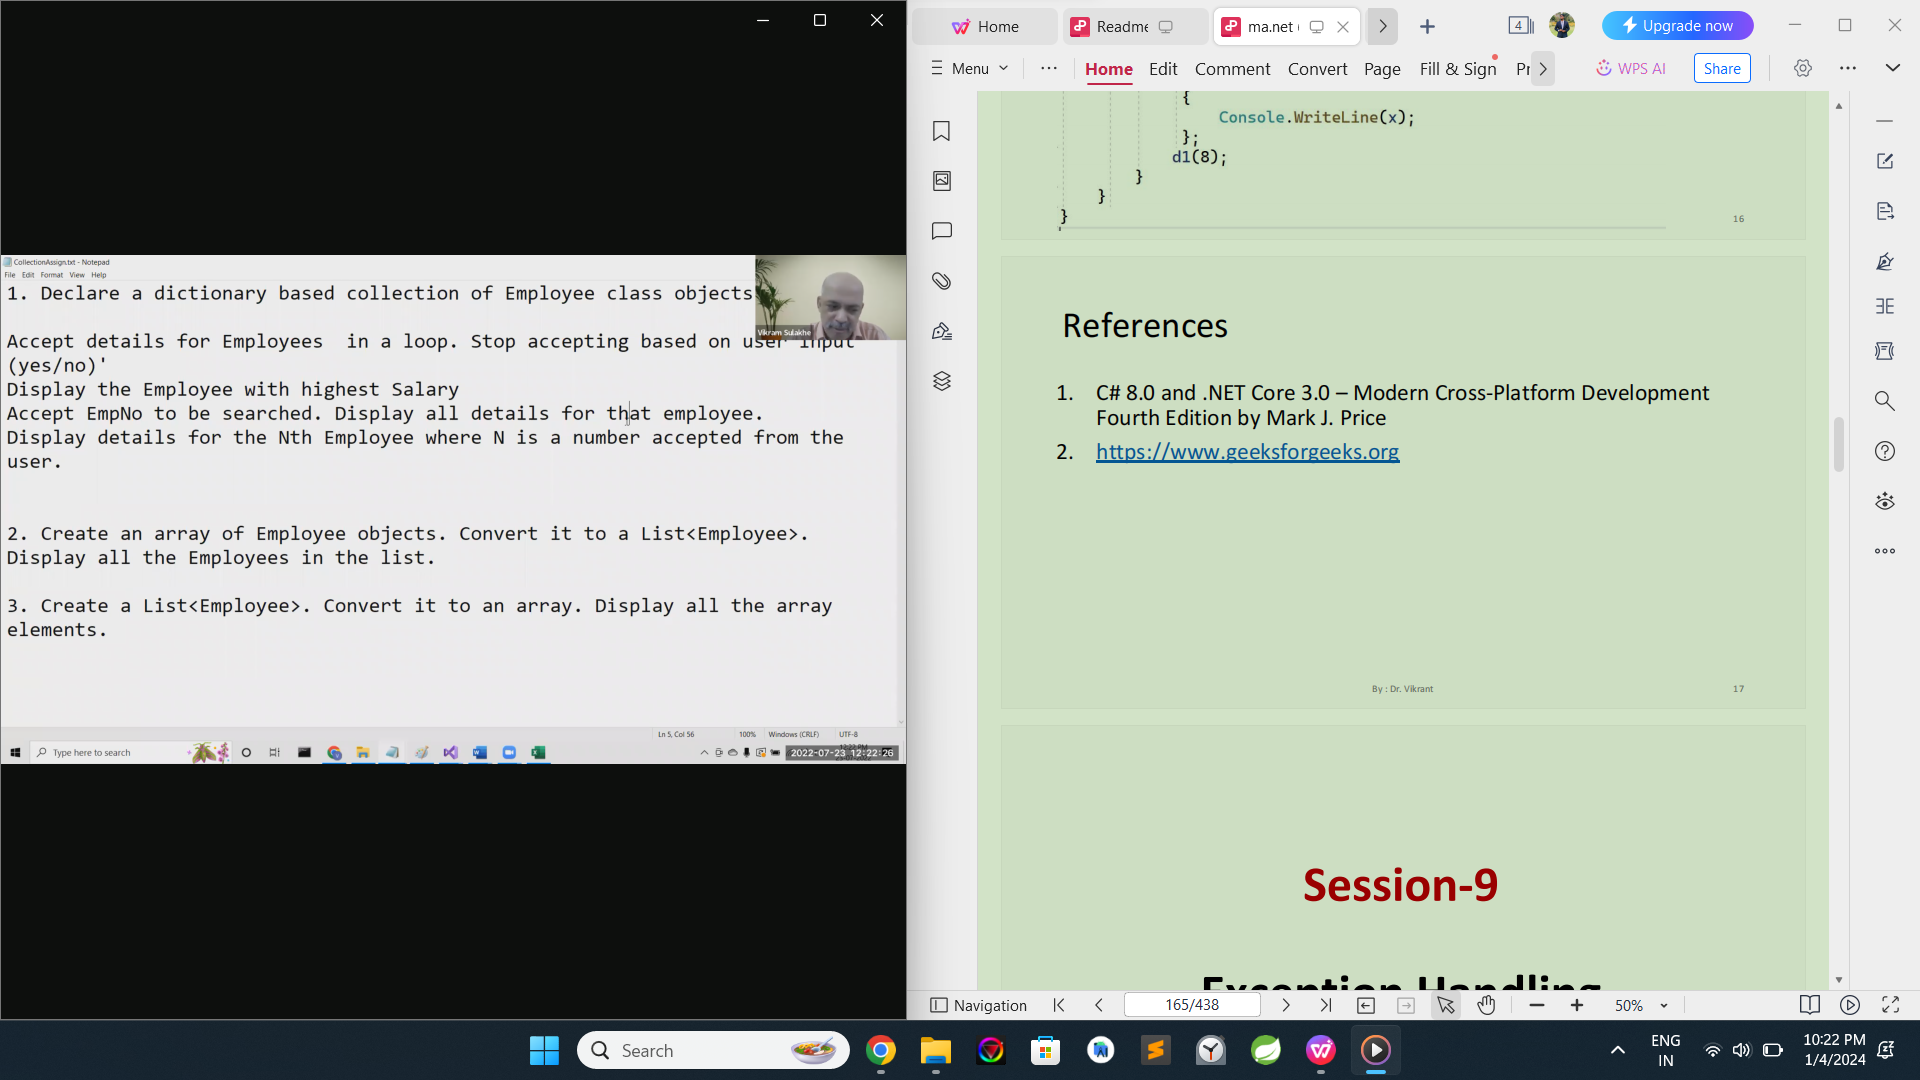 CollectionAssign.txt - Notepad
File Edit Format View Help
1. Declare a dictionary based collection of Employee class objects
Accept details for Employees in a loop. Stop accepting based on user input
(yes/no)'
Display the Employee with highest Salary
Accept EmpNo to be searched. Display all details for that employee.
Display details for the Nth Employee where N is a number accepted from the
user.
2. Create an array of Employee objects. Convert it to a List<Employee>.
Display all the Employees in the list.
3. Create a List<Employee>. Convert it to an array. Display all the array
elements.
Vikram Sulakhe
Ln 5, Col 56 100% Windows (CRLF) UTF-8
Type here to search
2022-07-23 12:22:26
Home Readme ma.net 4 Upgrade now
Menu Home Edit Comment Convert Page Fill & Sign Pr WPS AI Share
{
Console.WriteLine(x);
};
d1(8);
}
}
}
16
References
1. C# 8.0 and .NET Core 3.0 – Modern Cross-Platform Development
Fourth Edition by Mark J. Price
2. https://www.geeksforgeeks.org
By : Dr. Vikrant 17
Session-9
Exception Handling
Navigation 165/438 50%
Search
ENG
IN
10:22 PM
1/4/2024